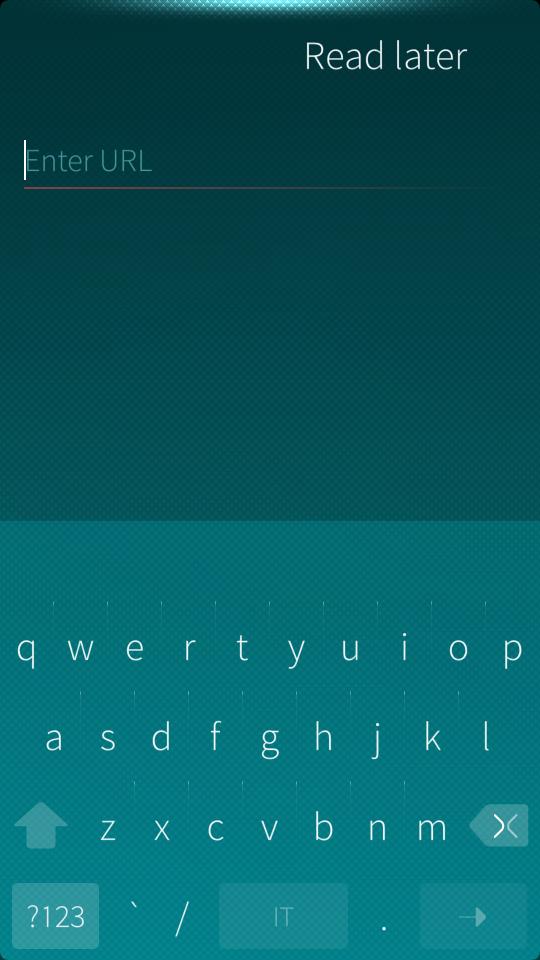 Read later
Enter URL
q w e r t y u i o p
a s d f g h j k l
z x c v b n m
?123 ` / IT .